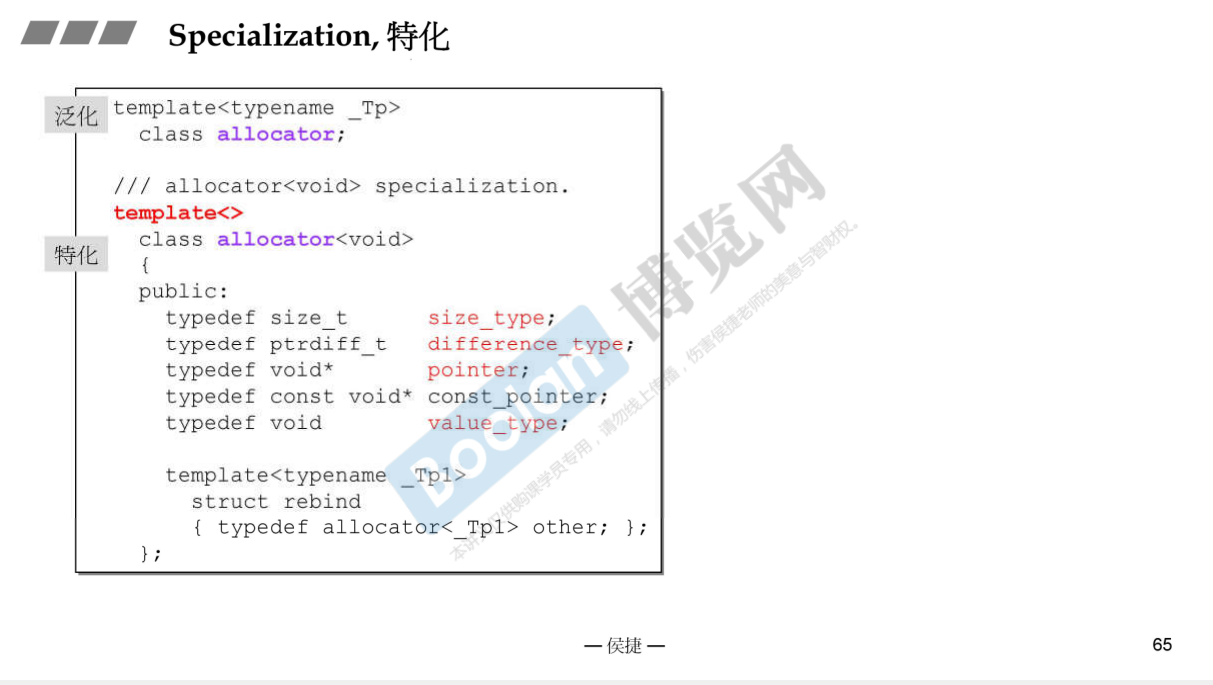 Specialization, 特化
泛化
template<typename _Tp>
class allocator;
/// allocator<void> specialization.
template<>
特化
class allocator<void>
{
public:
typedef size_t size_type;
typedef ptrdiff_t difference_type;
typedef void* pointer;
typedef const void* const_pointer;
typedef void value_type;
template<typename _Tp1>
struct rebind
{ typedef allocator<_Tp1> other; };
};
Boolan 博览网
仅供购课学员专用,请勿线上传播,伤害侯捷老师的美意与智财权。
— 侯捷 —
65